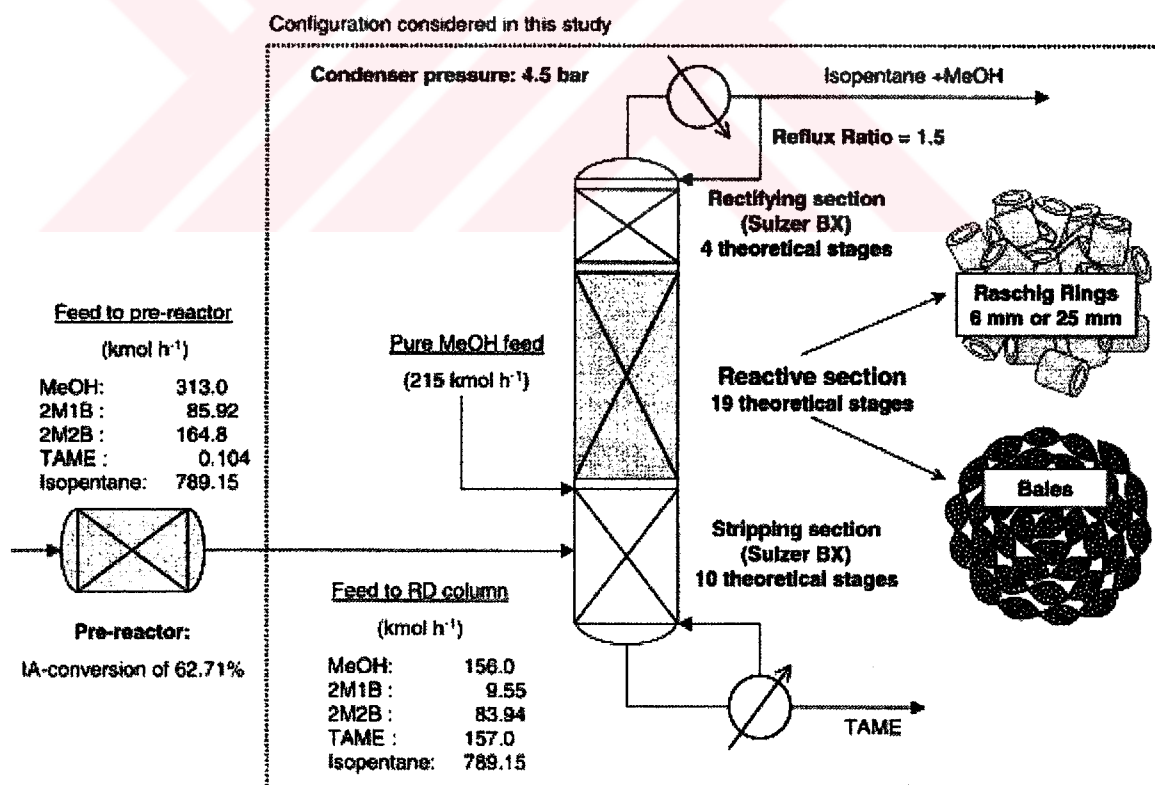 Configuration considered in this study
Condenser pressure: 4.5 bar
Isopentane +MeOH
Reflux Ratio = 1.5
Rectifying section
(Sulzer BX)
4 theoretical stages
Raschig Rings
6 mm or 25 mm
Feed to pre-reactor
(kmol h⁻¹)
MeOH: 313.0
2M1B : 85.92
2M2B : 164.8
TAME : 0.104
Isopentane: 789.15
Pure MeOH feed
(215 kmol h⁻¹)
Reactive section
19 theoretical stages
Bales
Stripping section
(Sulzer BX)
10 theoretical stages
Pre-reactor:
IA-conversion of 62.71%
Feed to RD column
(kmol h⁻¹)
MeOH: 156.0
2M1B : 9.55
2M2B : 83.94
TAME : 157.0
Isopentane: 789.15
TAME